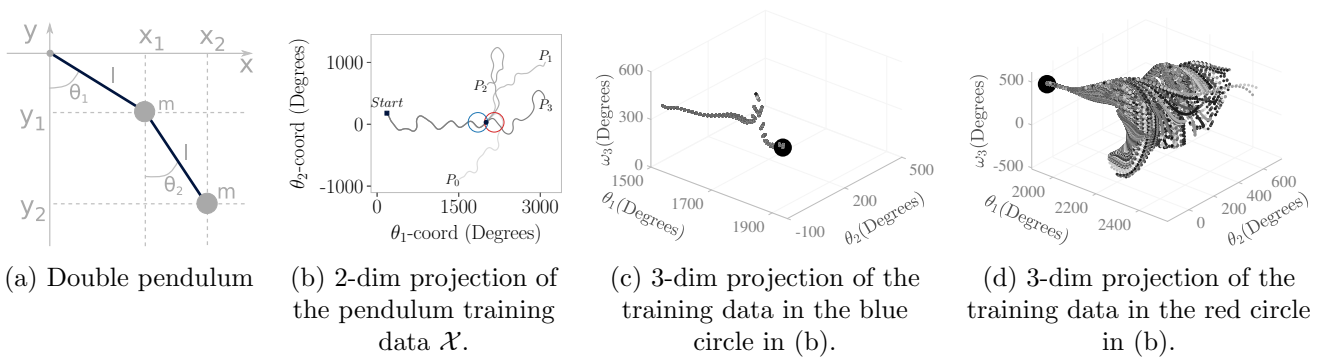 y
x₁
x₂
x
l
θ₁
m
y₁
l
θ₂
m
y₂
(a) Double pendulum
θ₂-coord (Degrees)
1000
0
-1000
Start
P₂
P₁
P₃
P₀
0 1500 3000
θ₁-coord (Degrees)
(b) 2-dim projection of
the pendulum training
data 𝒳.
ω₃(Degrees)
600
300
0
1500
1700
1900
θ₁(Degrees)
-100
200
500
θ₂(Degrees)
(c) 3-dim projection of the
training data in the blue
circle in (b).
ω₃(Degrees)
500
0
-500
2000
2200
2400
θ₁(Degrees)
0
200
400
600
θ₂(Degrees)
(d) 3-dim projection of the
training data in the red circle
in (b).